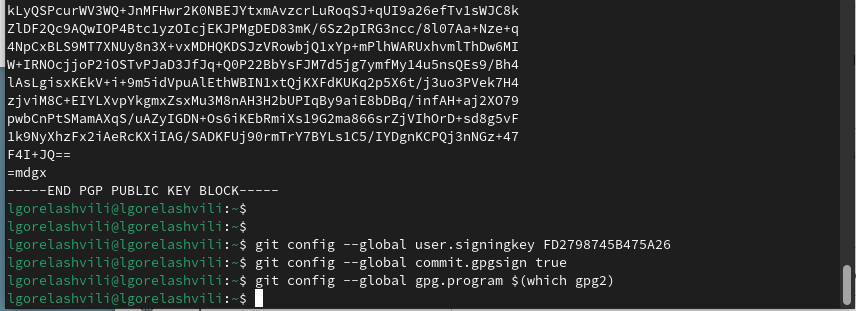 kLyQSPcurWV3WQ+JnMFHwr2K0NBEJYtxmAvzcrLuRoqSJ+qUI9a26efTv1sWJC8k
ZlDF2Qc9AQwIOP4Btc1yzOIcjEKJPMgDED83mK/6Sz2pIRG3ncc/8l07Aa+Nze+q
4NpCxBLS9MT7XNUy8n3X+vxMDHQKDSJzVRowbjQ1xYp+mPlhWARUxhvmlThDw6MI
W+IRNOcjjoP2iOSTvPJaD3JfJq+Q0P22BbYsFJM7d5jg7ymfMy14u5nsQEs9/Bh4
lAsLgisxKEkV+i+9m5idVpuAlEthWBIN1xtQjKXFdKUKq2p5X6t/j3uo3PVek7H4
zjviM8C+EIYLXvpYkgmxZsxMu3M8nAH3H2bUPIqBy9aiE8bDBq/infAH+aj2XO79
pwbCnPtSMamAXqS/uAZyIGDN+Os6iKEbRmiXs19G2ma866srZjVIhOrD+sd8g5vF
1k9NyXhzFx2iAeRcKXiIAG/SADKFUj90rmTrY7BYLs1C5/IYDgnKCPQj3nNGz+47
F4I+JQ==
=mdgx
-----END PGP PUBLIC KEY BLOCK-----
lgorelashvili@lgorelashvili:~$
lgorelashvili@lgorelashvili:~$
lgorelashvili@lgorelashvili:~$ git config --global user.signingkey FD2798745B475A26
lgorelashvili@lgorelashvili:~$ git config --global commit.gpgsign true
lgorelashvili@lgorelashvili:~$ git config --global gpg.program $(which gpg2)
lgorelashvili@lgorelashvili:~$